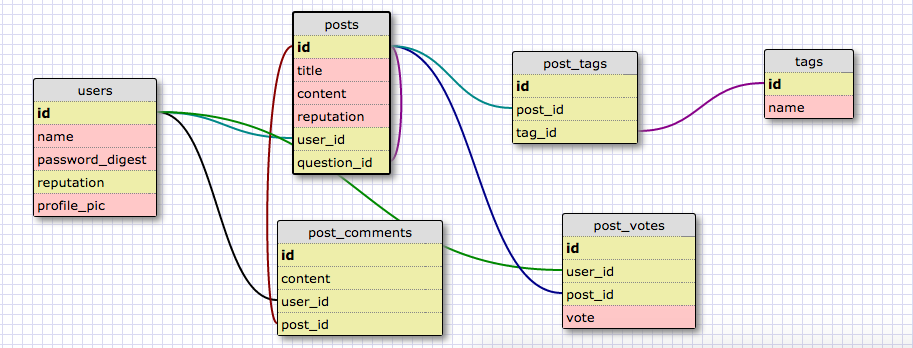 users
id
name
password_digest
reputation
profile_pic
posts
id
title
content
reputation
user_id
question_id
post_comments
id
content
user_id
post_id
post_tags
id
post_id
tag_id
post_votes
id
user_id
post_id
vote
tags
id
name